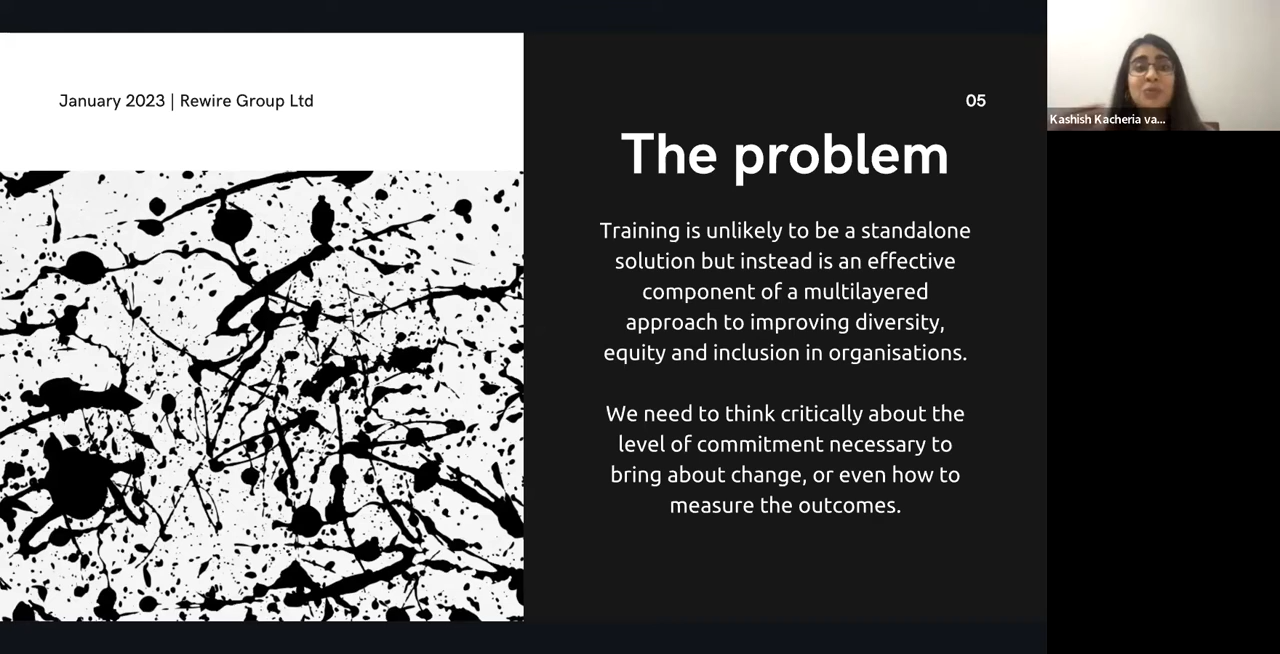 January 2023 | Rewire Group Ltd
05
The problem
Training is unlikely to be a standalone
solution but instead is an effective
component of a multilayered
approach to improving diversity,
equity and inclusion in organisations.
We need to think critically about the
level of commitment necessary to
bring about change, or even how to
measure the outcomes.
Kashish Kacheria va...